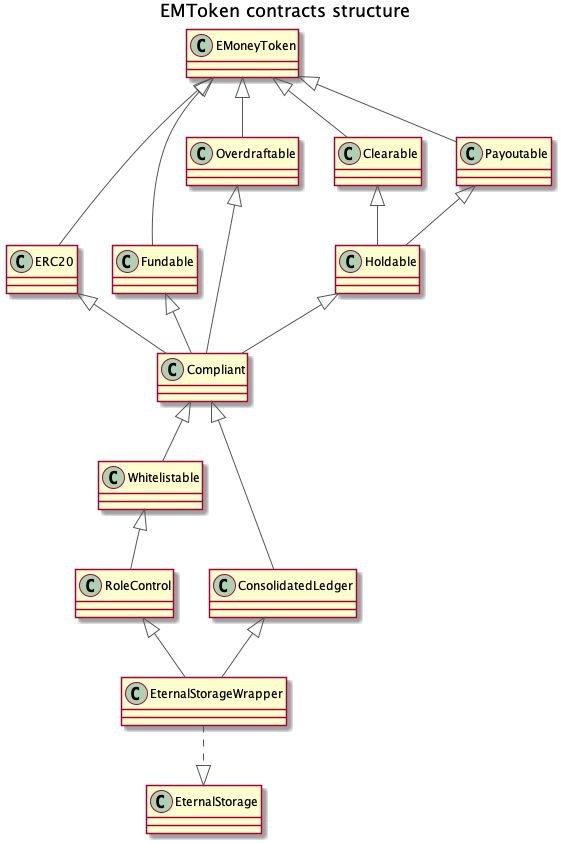 EMToken contracts structure
C EMoneyToken
C Overdraftable
C Clearable
C Payoutable
C ERC20
C Fundable
C Holdable
C Compliant
C Whitelistable
C RoleControl
C ConsolidatedLedger
C EternalStorageWrapper
C EternalStorage